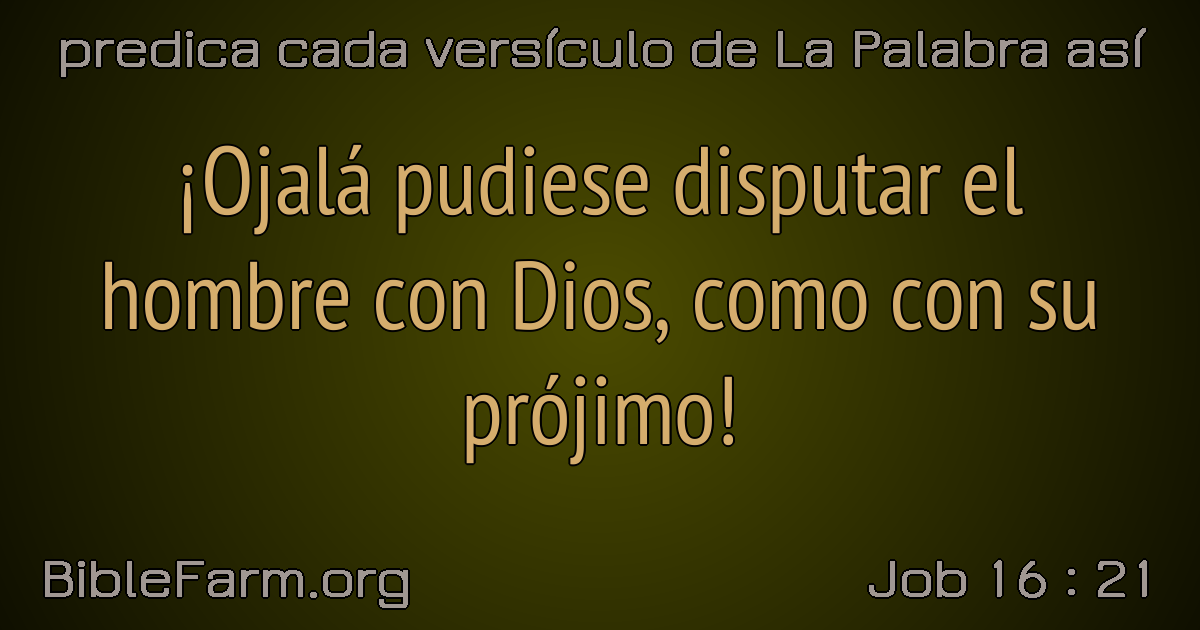 predica cada versículo de La Palabra así
¡Ojalá pudiese disputar el
hombre con Dios, como con su
prójimo!
BibleFarm.org
Job 16 : 21